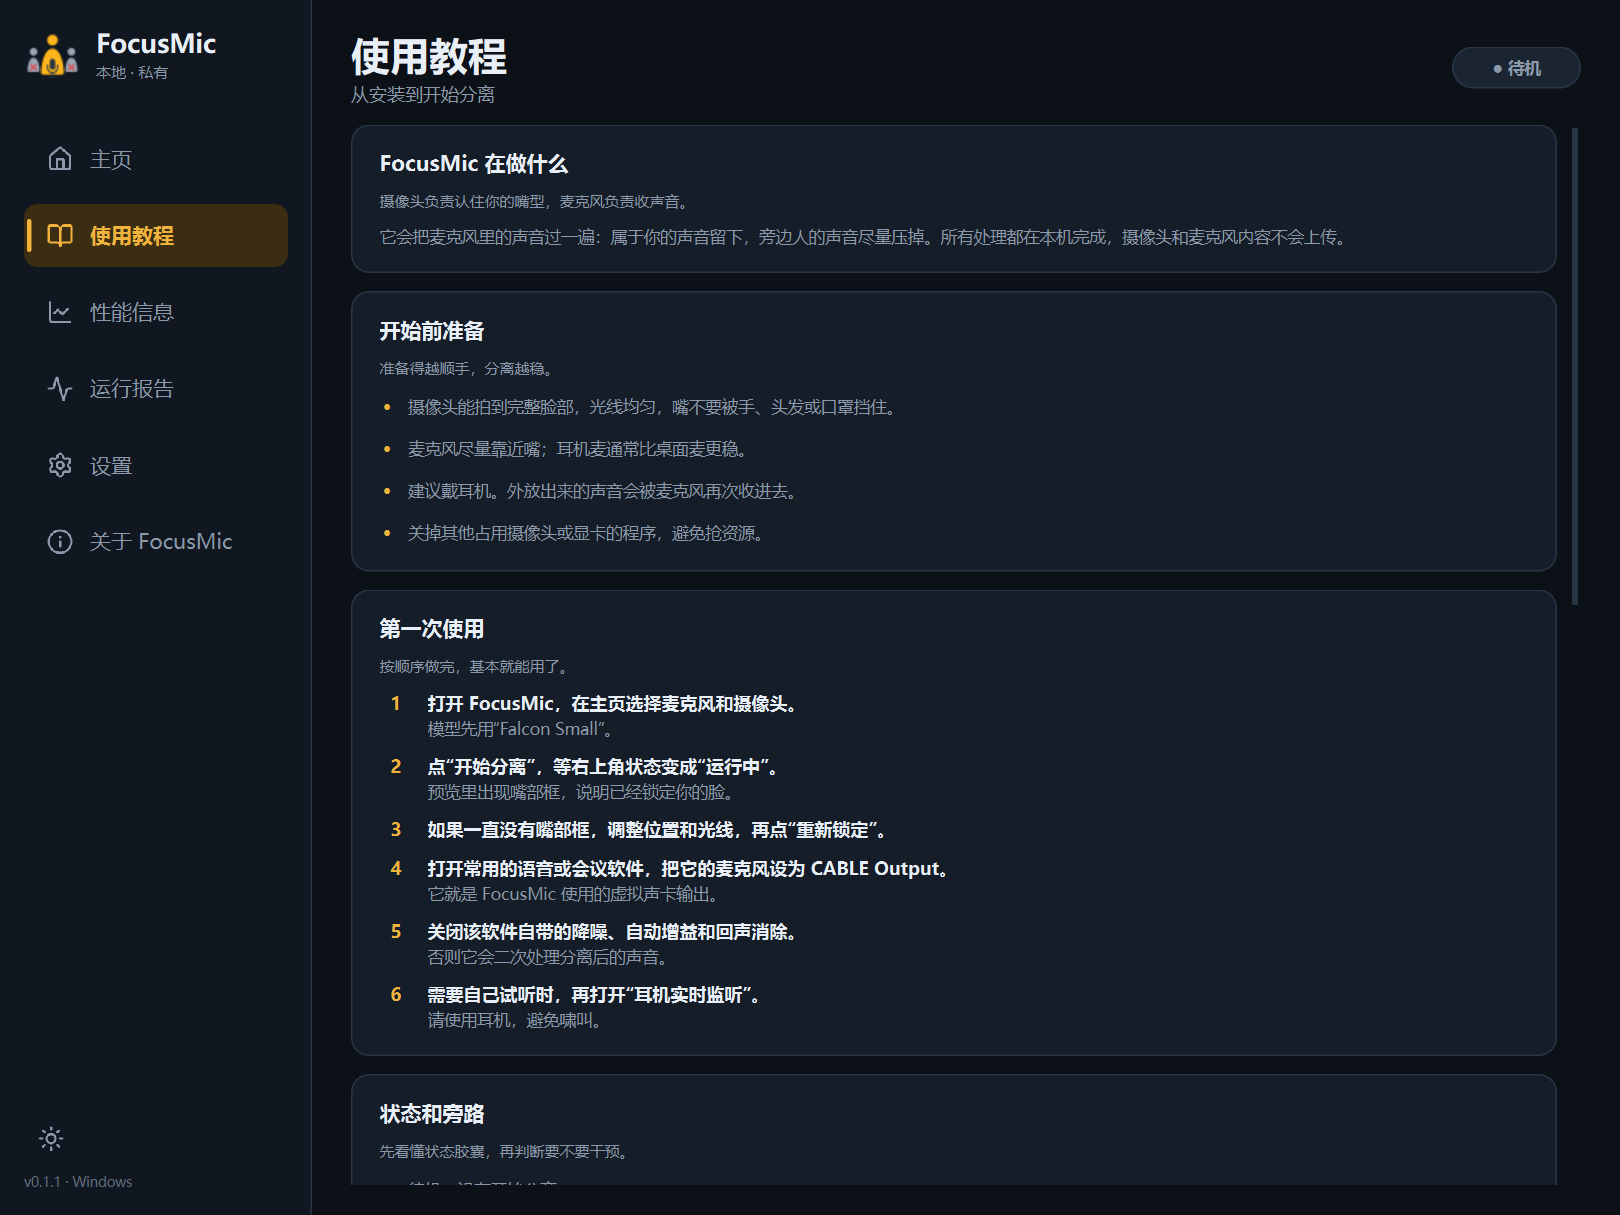 FocusMic
本地 · 私有
主页
使用教程
性能信息
运行报告
设置
关于 FocusMic
v0.1.1 · Windows
使用教程
从安装到开始分离
● 待机
FocusMic 在做什么
摄像头负责认住你的嘴型，麦克风负责收声音。
它会把麦克风里的声音过一遍：属于你的声音留下，旁边人的声音尽量压掉。所有处理都在本机完成，摄像头和麦克风内容不会上传。
开始前准备
准备得越顺手，分离越稳。
• 摄像头能拍到完整脸部，光线均匀，嘴不要被手、头发或口罩挡住。
• 麦克风尽量靠近嘴；耳机麦通常比桌面麦更稳。
• 建议戴耳机。外放出来的声音会被麦克风再次收进去。
• 关掉其他占用摄像头或显卡的程序，避免抢资源。
第一次使用
按顺序做完，基本就能用了。
1 打开 FocusMic，在主页选择麦克风和摄像头。
模型先用“Falcon Small”。
2 点“开始分离”，等右上角状态变成“运行中”。
预览里出现嘴部框，说明已经锁定你的脸。
3 如果一直没有嘴部框，调整位置和光线，再点“重新锁定”。
4 打开常用的语音或会议软件，把它的麦克风设为 CABLE Output。
它就是 FocusMic 使用的虚拟声卡输出。
5 关闭该软件自带的降噪、自动增益和回声消除。
否则它会二次处理分离后的声音。
6 需要自己试听时，再打开“耳机实时监听”。
请使用耳机，避免啸叫。
状态和旁路
先看懂状态胶囊，再判断要不要干预。